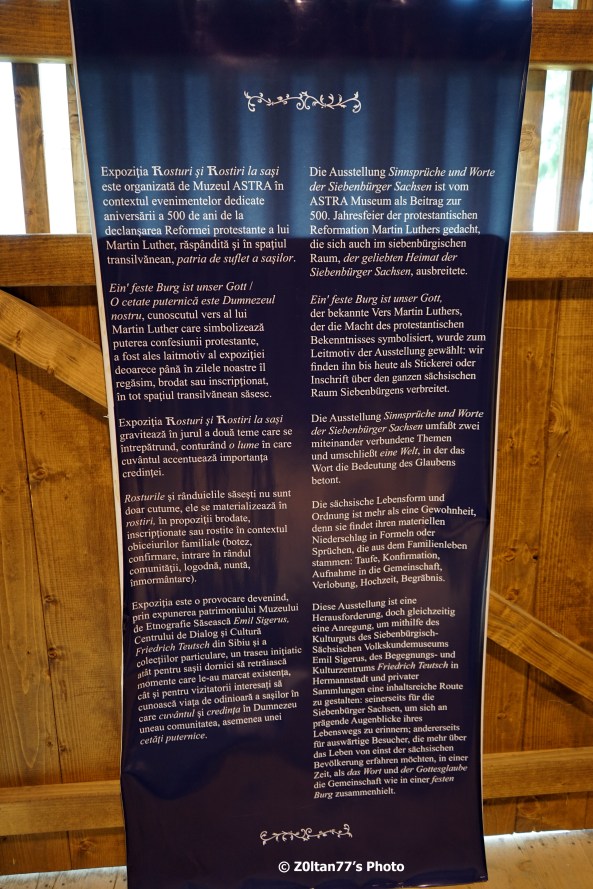 Expoziția Rosturi și Rostiri la sași
este organizată de Muzeul ASTRA în
contextul evenimentelor dedicate
aniversării a 500 de ani de la
declanșarea Reformei protestante a lui
Martin Luther, răspândită și în spațiul
transilvănean, patria de suflet a sașilor.
Ein' feste Burg ist unser Gott /
O cetate puternică este Dumnezeul
nostru, cunoscutul vers al lui
Martin Luther care simbolizează
puterea confesiunii protestante,
a fost ales laitmotiv al expoziției
deoarece până în zilele noastre îl
regăsim, brodat sau inscripționat,
în tot spațiul transilvănean săsesc.
Expoziția Rosturi și Rostiri la sași
gravitează în jurul a două teme care se
întrepătrund, conturând o lume în care
cuvântul accentuează importanța
credinței.
Rosturile și rânduielile săsești nu sunt
doar cutume, ele se materializează în
rostiri, în propoziții brodate,
inscripționate sau rostite în contextul
obiceiurilor familiale (botez,
confirmare, intrare în rândul
comunității, logodnă, nuntă,
înmormântare).
Expoziția este o provocare devenind,
prin expunerea patrimoniului Muzeului
de Etnografie Săsească Emil Sigerus,
Centrului de Dialog și Cultură
Friedrich Teutsch din Sibiu și a
colecțiilor particulare, un traseu inițiatic
atât pentru sașii dornici să retrăiască
momente care le-au marcat existența,
cât și pentru vizitatorii interesați să
cunoască viața de odinioară a sașilor în
care cuvântul și credința în Dumnezeu
uneau comunitatea, asemenea unei
cetăți puternice.
Die Ausstellung Sinnsprüche und Worte
der Siebenbürger Sachsen ist vom
ASTRA Museum als Beitrag zur
500. Jahresfeier der protestantischen
Reformation Martin Luthers gedacht,
die sich auch im siebenbürgischen
Raum, der geliebten Heimat der
Siebenbürger Sachsen, ausbreitete.
Ein' feste Burg ist unser Gott,
der bekannte Vers Martin Luthers,
der die Macht des protestantischen
Bekenntnisses symbolisiert, wurde zum
Leitmotiv der Ausstellung gewählt: wir
finden ihn bis heute als Stickerei oder
Inschrift über den ganzen sächsischen
Raum Siebenbürgens verbreitet.
Die Ausstellung Sinnsprüche und Worte
der Siebenbürger Sachsen umfaßt zwei
miteinander verbundene Themen
und umschließt eine Welt, in der das
Wort die Bedeutung des Glaubens
betont.
Die sächsische Lebensform und
Ordnung ist mehr als eine Gewohnheit,
denn sie findet ihren materiellen
Niederschlag in Formeln oder
Sprüchen, die aus dem Familienleben
stammen: Taufe, Konfirmation,
Aufnahme in die Gemeinschaft,
Verlobung, Hochzeit, Begräbnis.
Diese Ausstellung ist eine
Herausforderung, doch gleichzeitig
eine Anregung, um mithilfe des
Kulturguts des Siebenbürgisch-
Sächsischen Volkskundemuseums
Emil Sigerus, des Begegnungs- und
Kulturzentrums Friedrich Teutsch in
Hermannstadt und privater
Sammlungen eine inhaltsreiche Route
zu gestalten: seinerseits für die
Siebenbürger Sachsen, um sich an
prägende Augenblicke ihres
Lebenswegs zu erinnern; andererseits
für auswärtige Besucher, die mehr über
das Leben von einst der sächsischen
Bevölkerung erfahren möchten, in einer
Zeit, als das Wort und der Gottesglaube
die Gemeinschaft wie in einer festen
Burg zusammenhielt.
© Z0ltan77's Photo